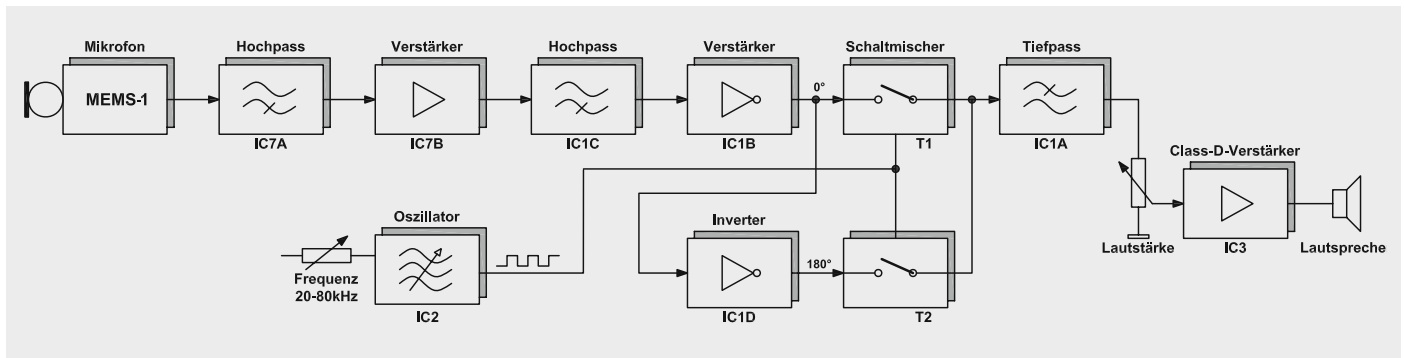 Mikrofon
Hochpass
Verstärker
Hochpass
Verstärker
Schaltmischer
Tiefpass
MEMS-1
0°
IC7A
IC7B
IC1C
IC1B
T1
IC1A
Class-D-Verstärker
Oszillator
Inverter
180°
Frequenz
20-80kHz
Lautstärke
IC3
Lautspreche
IC2
IC1D
T2